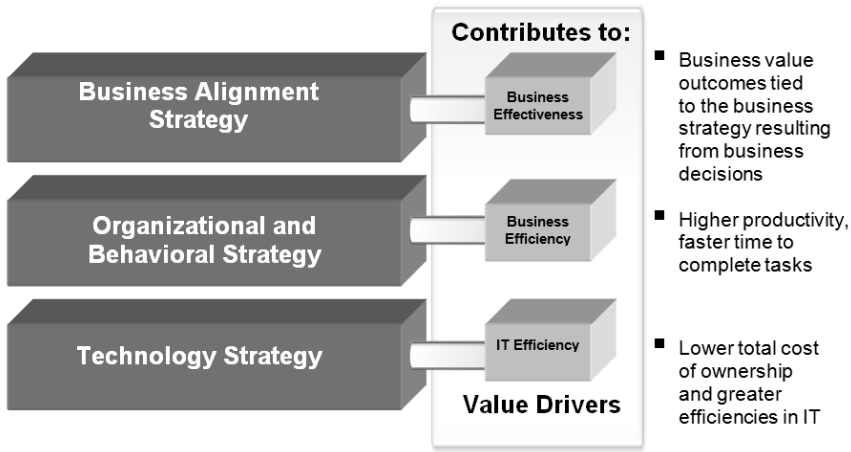 Contributes to:
Business Alignment
Strategy
Business
Effectiveness
■ Business value
outcomes tied
to the business
strategy resulting
from business
decisions
Organizational and
Behavioral Strategy
Business
Efficiency
■ Higher productivity,
faster time to
complete tasks
Technology Strategy
IT Efficiency
■ Lower total cost
of ownership
and greater
efficiencies in IT
Value Drivers